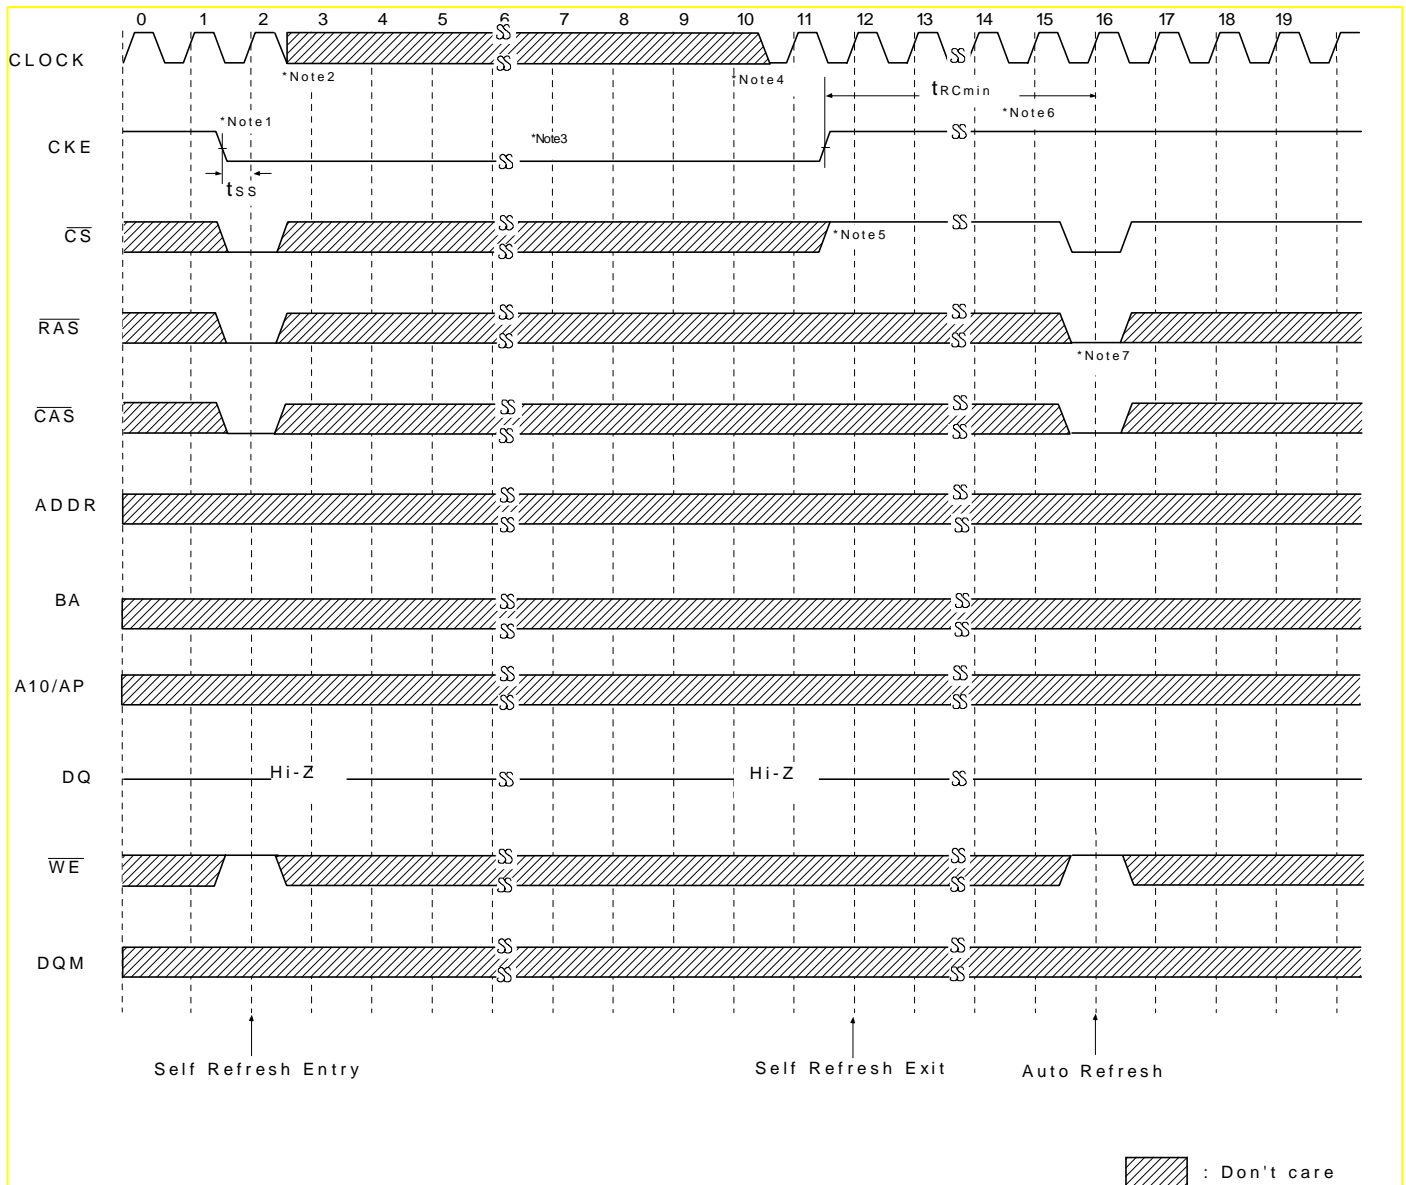 0 1 2 3 4 5 6 7 8 9 10 11 12 13 14 15 16 17 18 19
CLOCK
*Note2
*Note4
tRCmin
*Note6
*Note1
*Note3
CKE
tSS
CS
*Note5
RAS
*Note7
CAS
ADDR
BA
A10/AP
DQ
Hi-Z
Hi-Z
WE
DQM
Self Refresh Entry
Self Refresh Exit
Auto Refresh
: Don't care